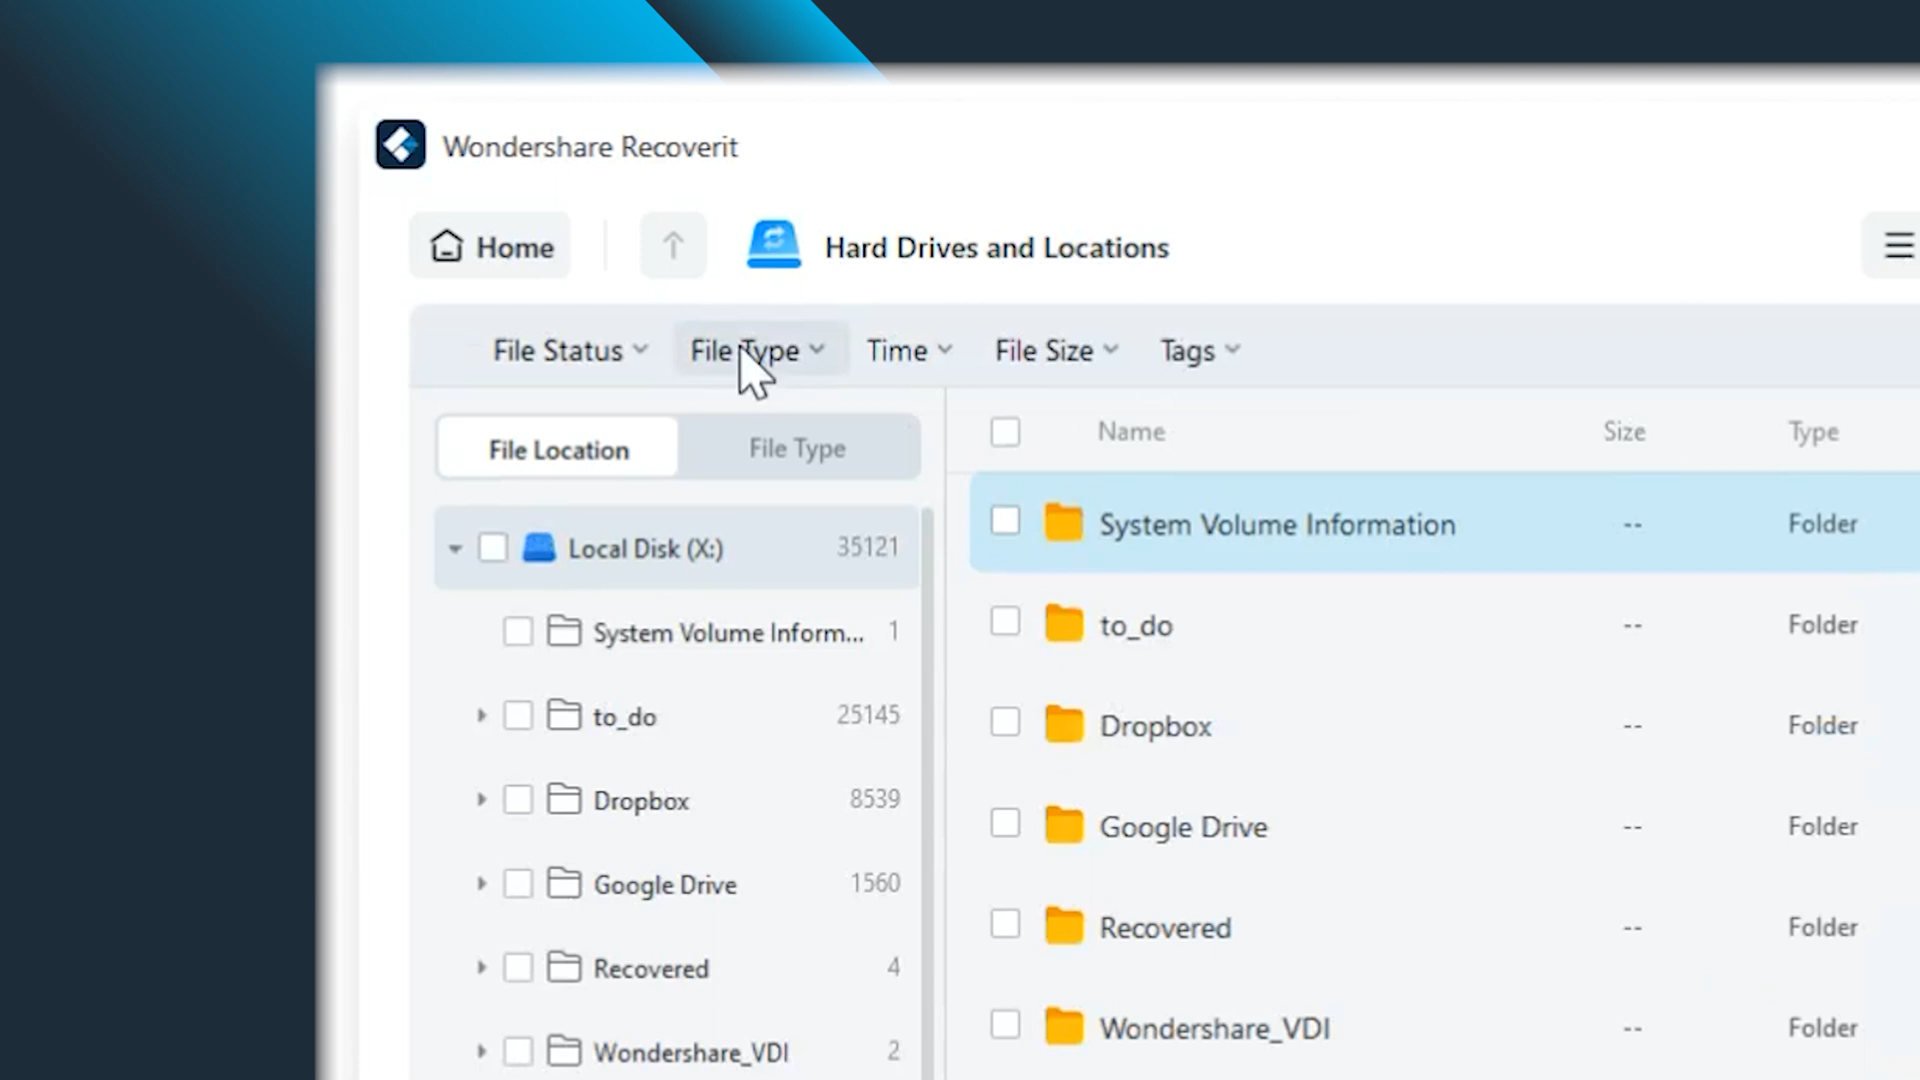 Wondershare Recoverit
Home
Hard Drives and Locations
File Status File Type Time File Size Tags
File Location File Type
Name Size Type
Local Disk (X:) 35121
System Volume Inform... 1
to_do 25145
Dropbox 8539
Google Drive 1560
Recovered 4
Wondershare_VDI 2
System Volume Information -- Folder
to_do -- Folder
Dropbox -- Folder
Google Drive -- Folder
Recovered -- Folder
Wondershare_VDI -- Folder